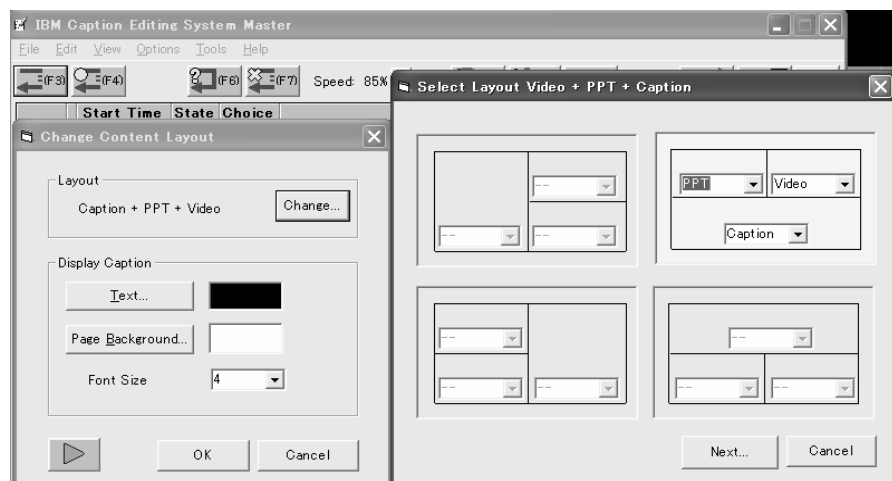 IBM Caption Editing System Master
File Edit View Options Tools Help
(F3) (F4) (F6) (F7) Speed: 85%
Start Time State Choice
Change Content Layout
Layout
Caption + PPT + Video Change...
Display Caption
Text...
Page Background...
Font Size 4
OK Cancel
Select Layout Video + PPT + Caption
--
-- --
PPT Video
Caption
--
-- --
--
-- --
Next... Cancel